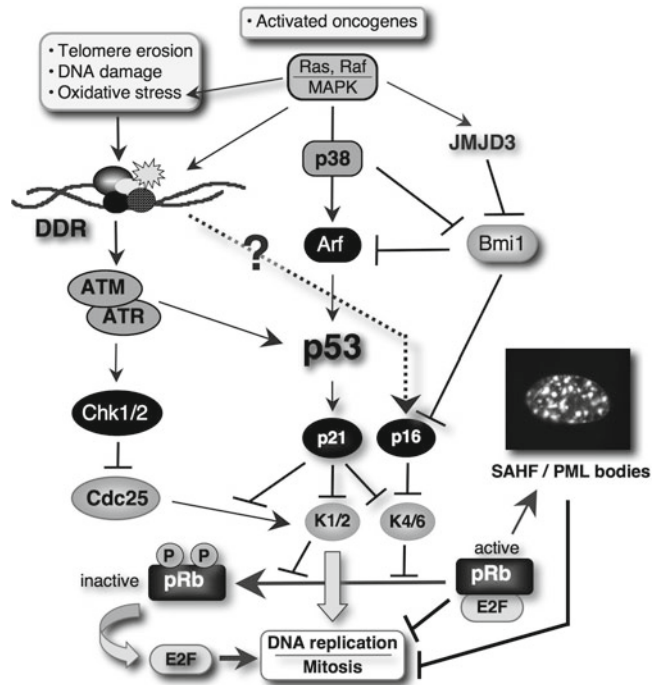 • Activated oncogenes
• Telomere erosion
• DNA damage
• Oxidative stress
Ras, Raf
MAPK
JMJD3
p38
DDR
?
Arf
Bmi1
ATM
ATR
p53
Chk1/2
p21
p16
SAHF / PML bodies
Cdc25
K1/2
K4/6
P
P
active
inactive
pRb
pRb
E2F
E2F
DNA replication
Mitosis